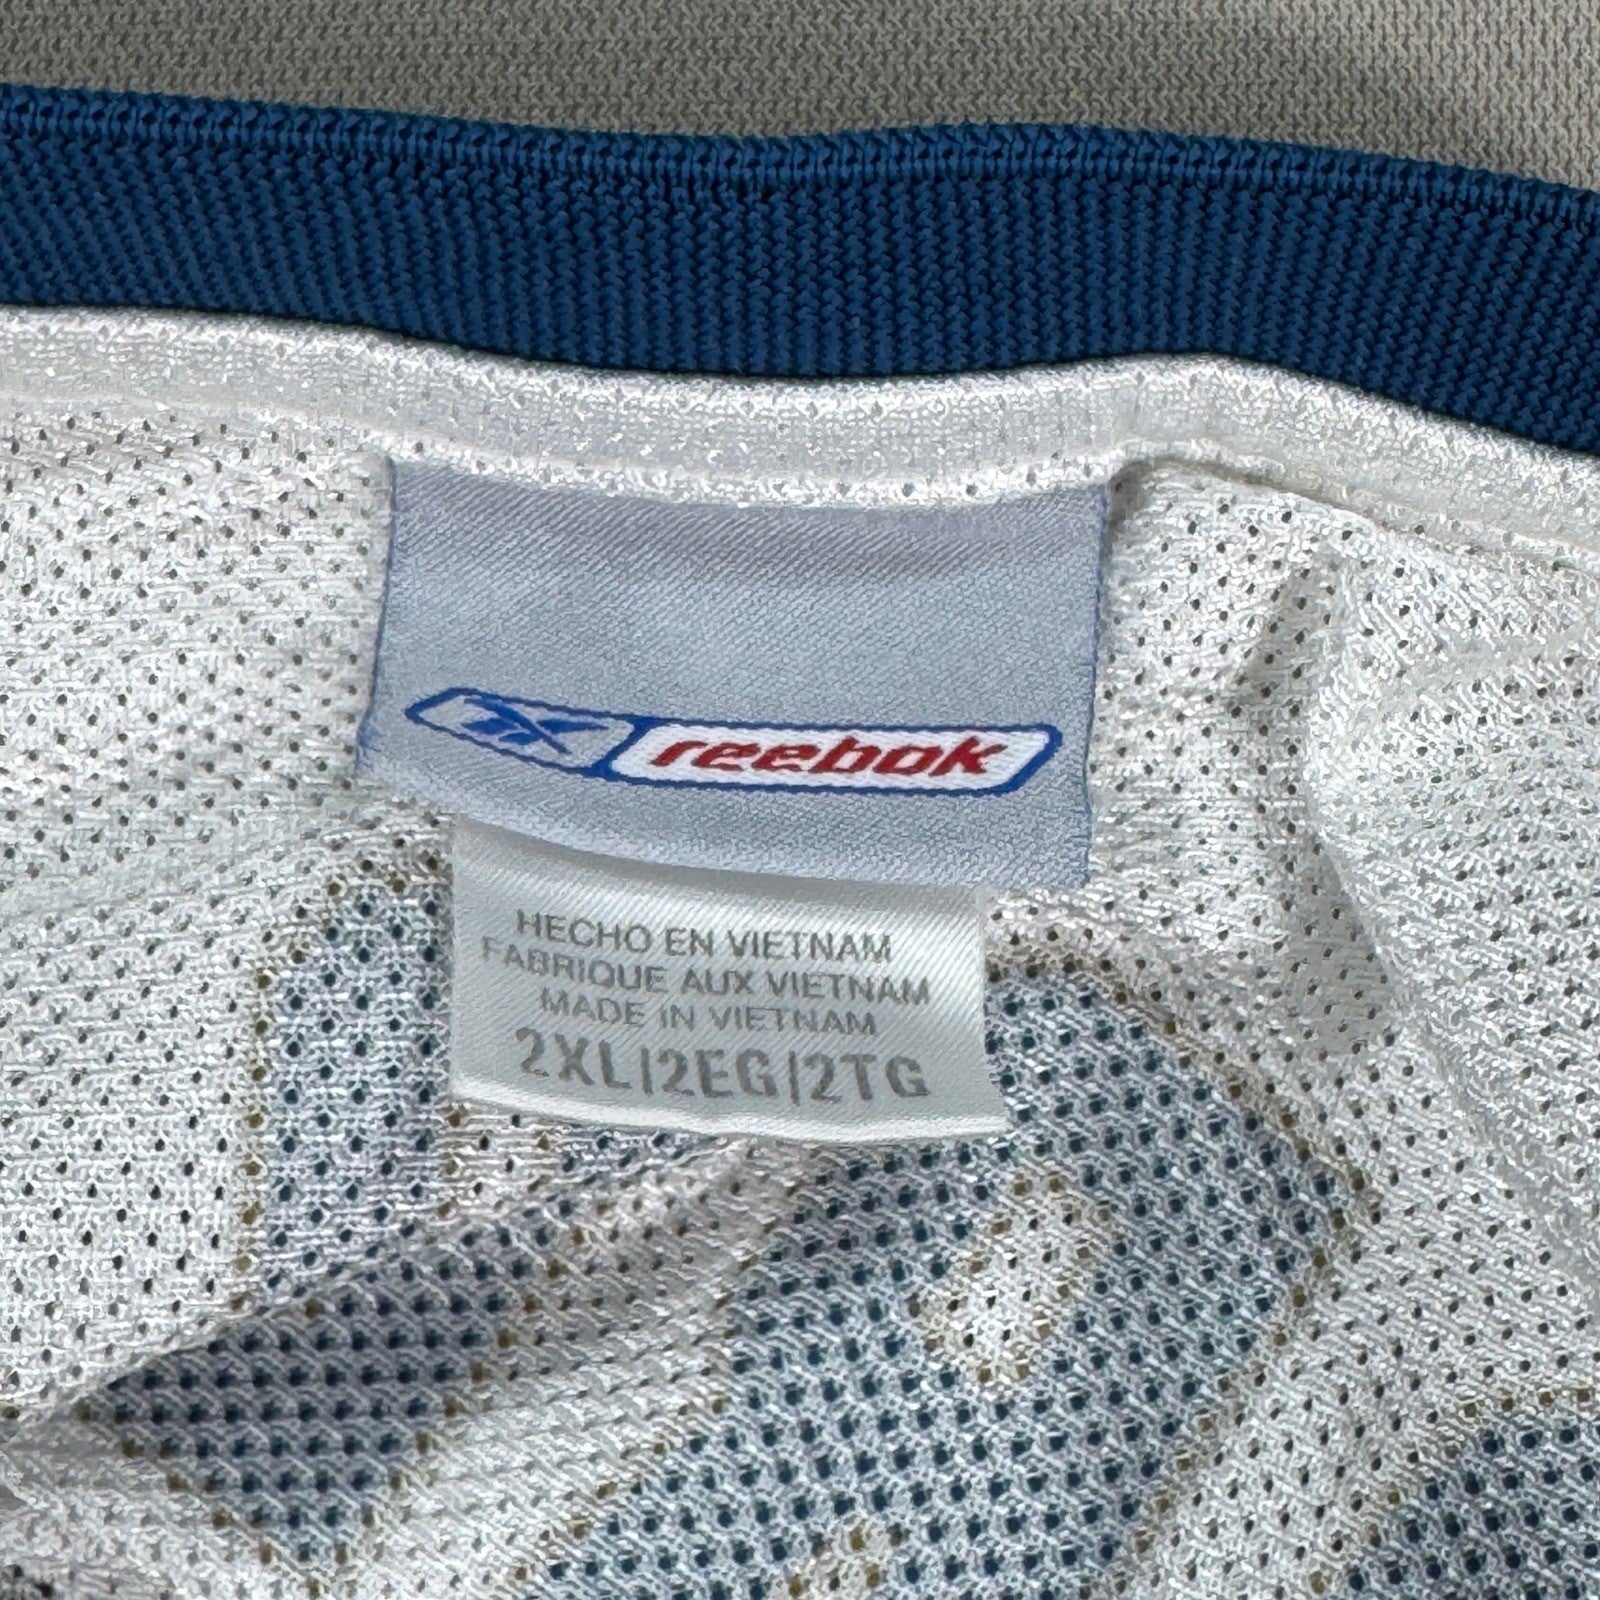 reebok
HECHO EN VIETNAM
FABRIQUE AUX VIETNAM
MADE IN VIETNAM
2XL|2EG|2TG